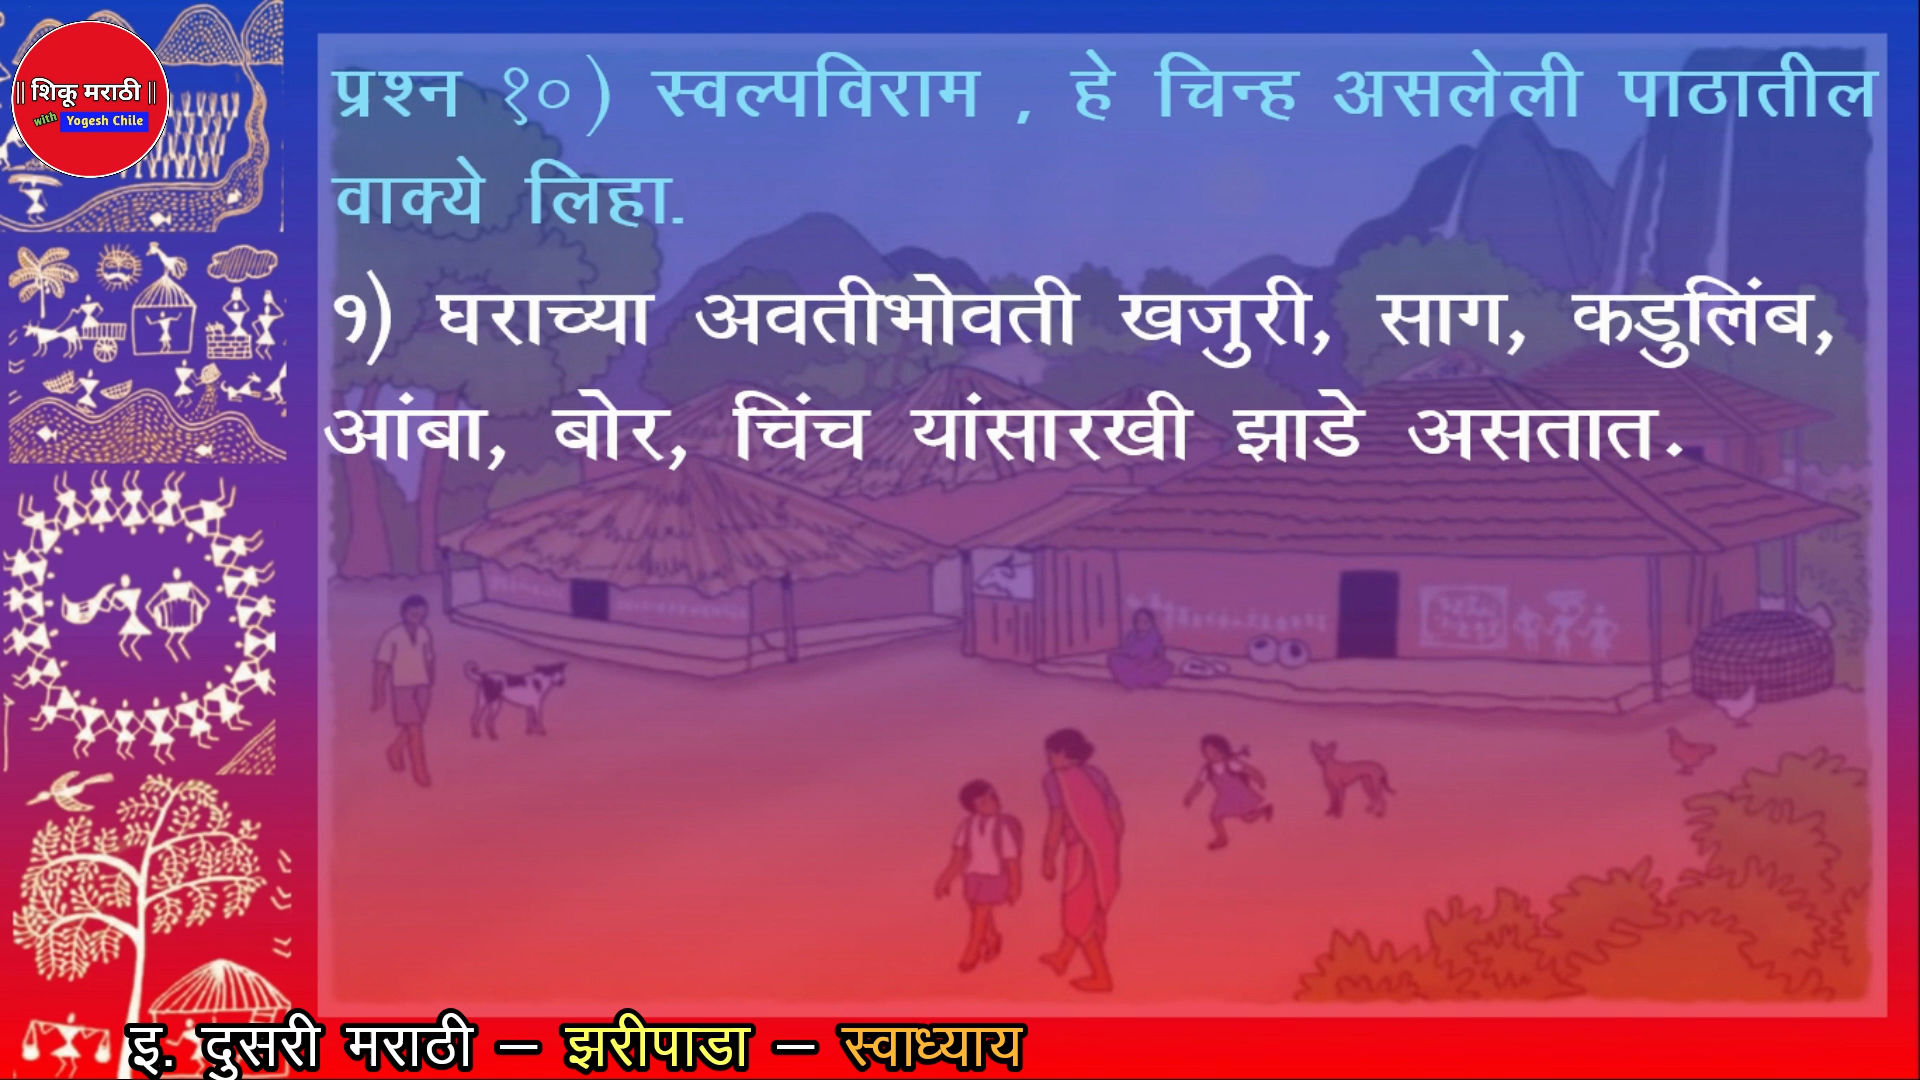 || शिकू मराठी ||
with Yogesh Chile
प्रश्न १०) स्वल्पविराम , हे चिन्ह असलेली पाठातील
वाक्ये लिहा.
१) घराच्या अवतीभोवती खजुरी, साग, कडुलिंब,
आंबा, बोर, चिंच यांसारखी झाडे असतात.
इ. दुसरी मराठी – झरीपाडा – स्वाध्याय